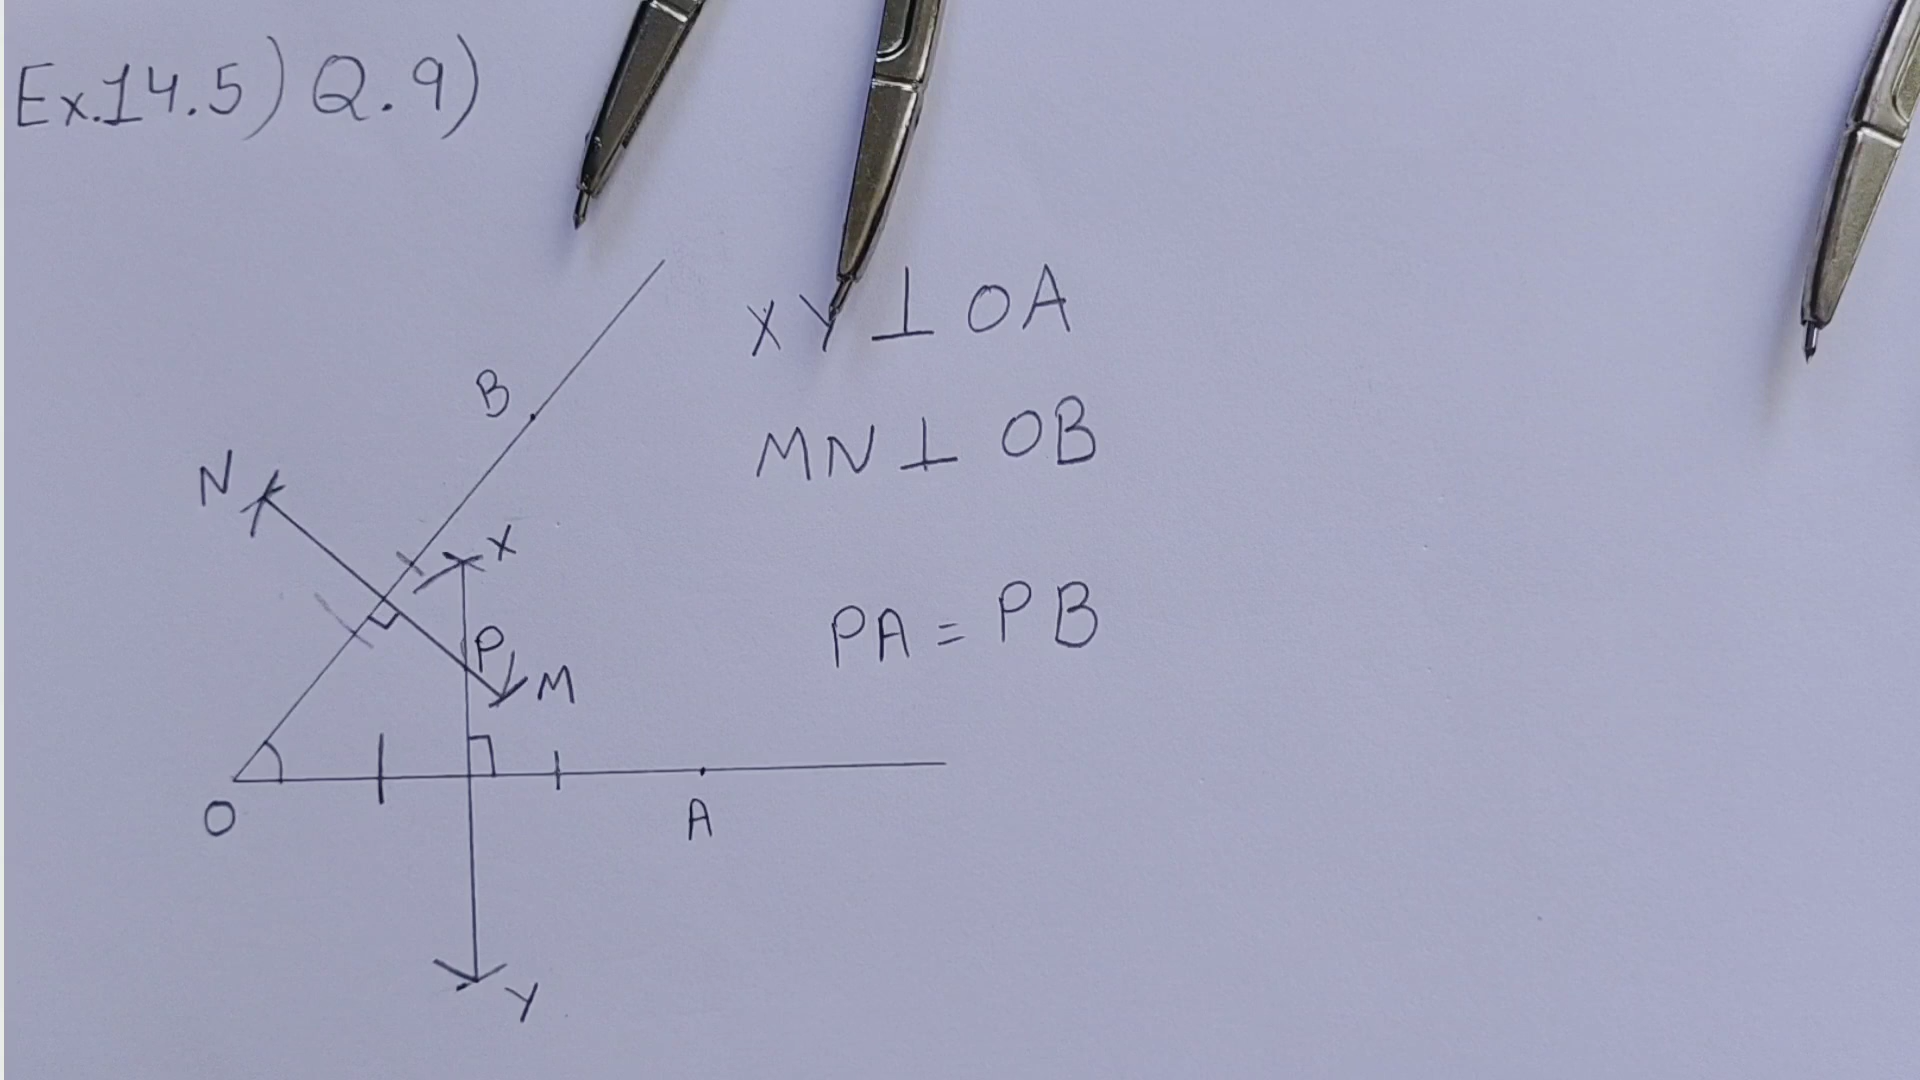 Ex.14.5) Q.9)
XY ⊥ OA
B
MN ⊥ OB
N
X
PA = PB
P
M
O
A
Y